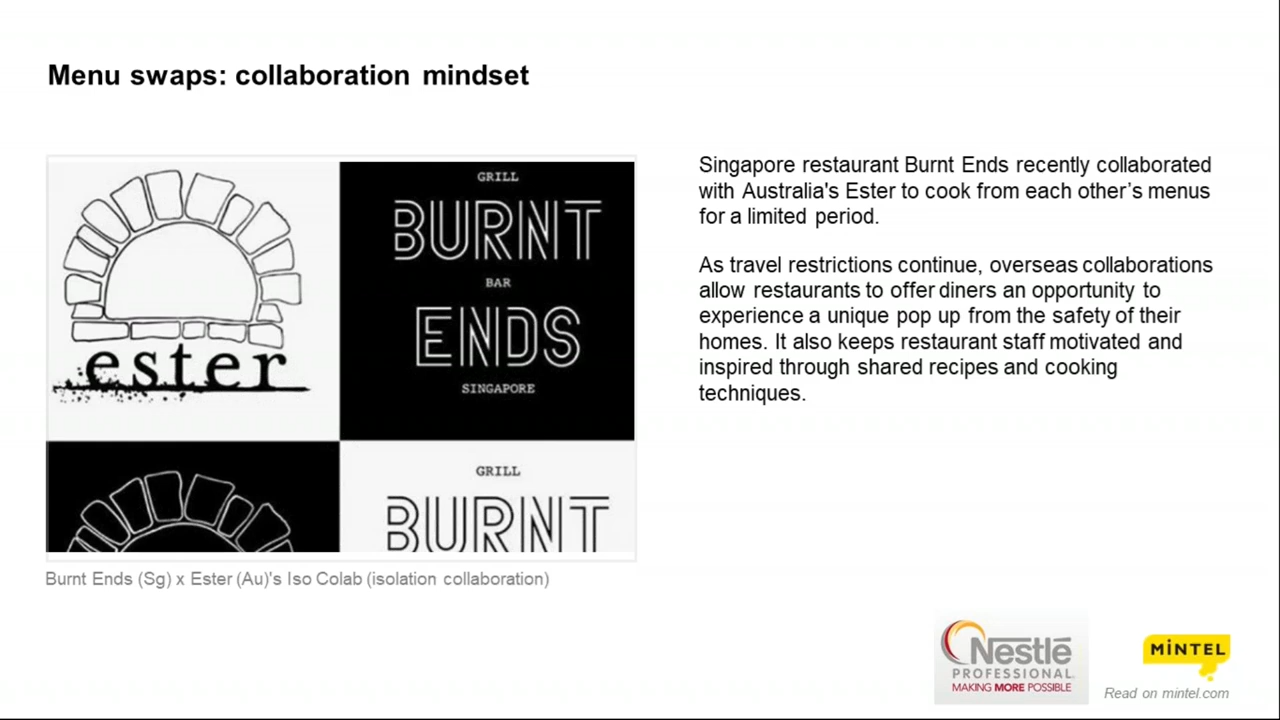 Menu swaps: collaboration mindset
ester
GRILL
BURNT
BAR
ENDS
SINGAPORE
GRILL
BURNT
Burnt Ends (Sg) x Ester (Au)'s Iso Colab (isolation collaboration)
Singapore restaurant Burnt Ends recently collaborated
with Australia's Ester to cook from each other’s menus
for a limited period.
As travel restrictions continue, overseas collaborations
allow restaurants to offer diners an opportunity to
experience a unique pop up from the safety of their
homes. It also keeps restaurant staff motivated and
inspired through shared recipes and cooking
techniques.
Nestlé
PROFESSIONAL
MAKING MORE POSSIBLE
MiNTEL
Read on mintel.com